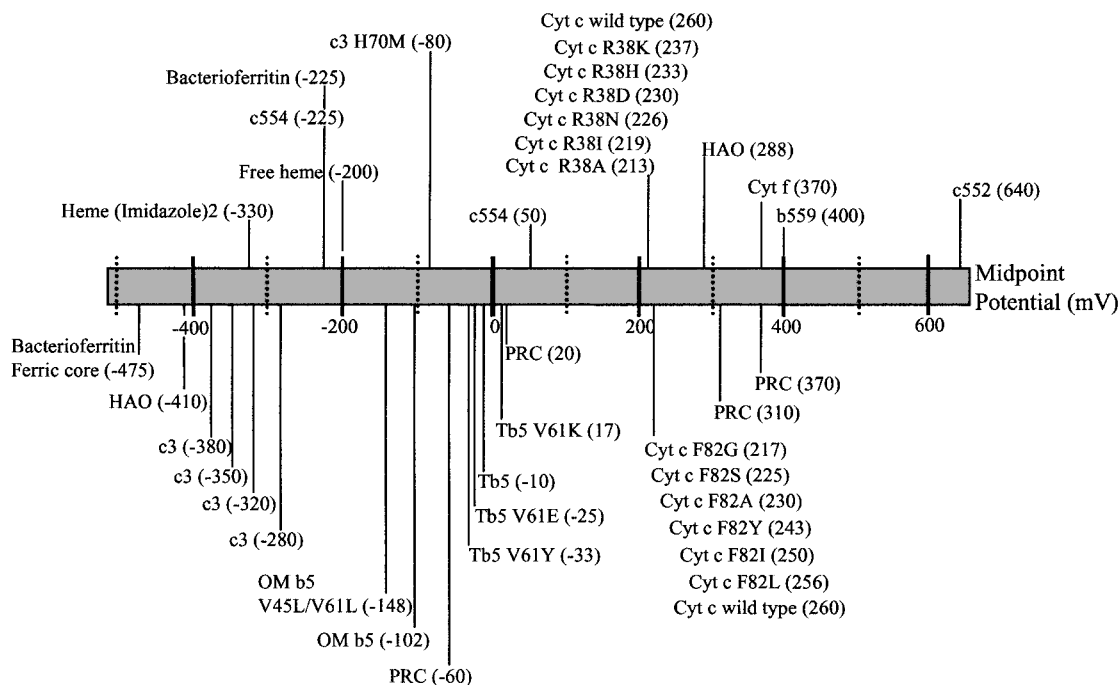 Cyt c wild type (260)
c3 H70M (-80)
Cyt c R38K (237)
Cyt c R38H (233)
Bacterioferritin (-225)
Cyt c R38D (230)
Cyt c R38N (226)
c554 (-225)
Cyt c R38I (219)
HAO (288)
Cyt c R38A (213)
Free heme (-200)
Cyt f (370)
c552 (640)
Heme (Imidazole)2 (-330)
c554 (50)
b559 (400)
Midpoint
Potential (mV)
-400
-200
0
200
400
600
Bacterioferritin
Ferric core (-475)
PRC (20)
PRC (370)
HAO (-410)
PRC (310)
Tb5 V61K (17)
c3 (-380)
Cyt c F82G (217)
c3 (-350)
Tb5 (-10)
Cyt c F82S (225)
c3 (-320)
Cyt c F82A (230)
Tb5 V61E (-25)
Cyt c F82Y (243)
c3 (-280)
Tb5 V61Y (-33)
Cyt c F82I (250)
OM b5
V45L/V61L (-148)
Cyt c F82L (256)
Cyt c wild type (260)
OM b5 (-102)
PRC (-60)